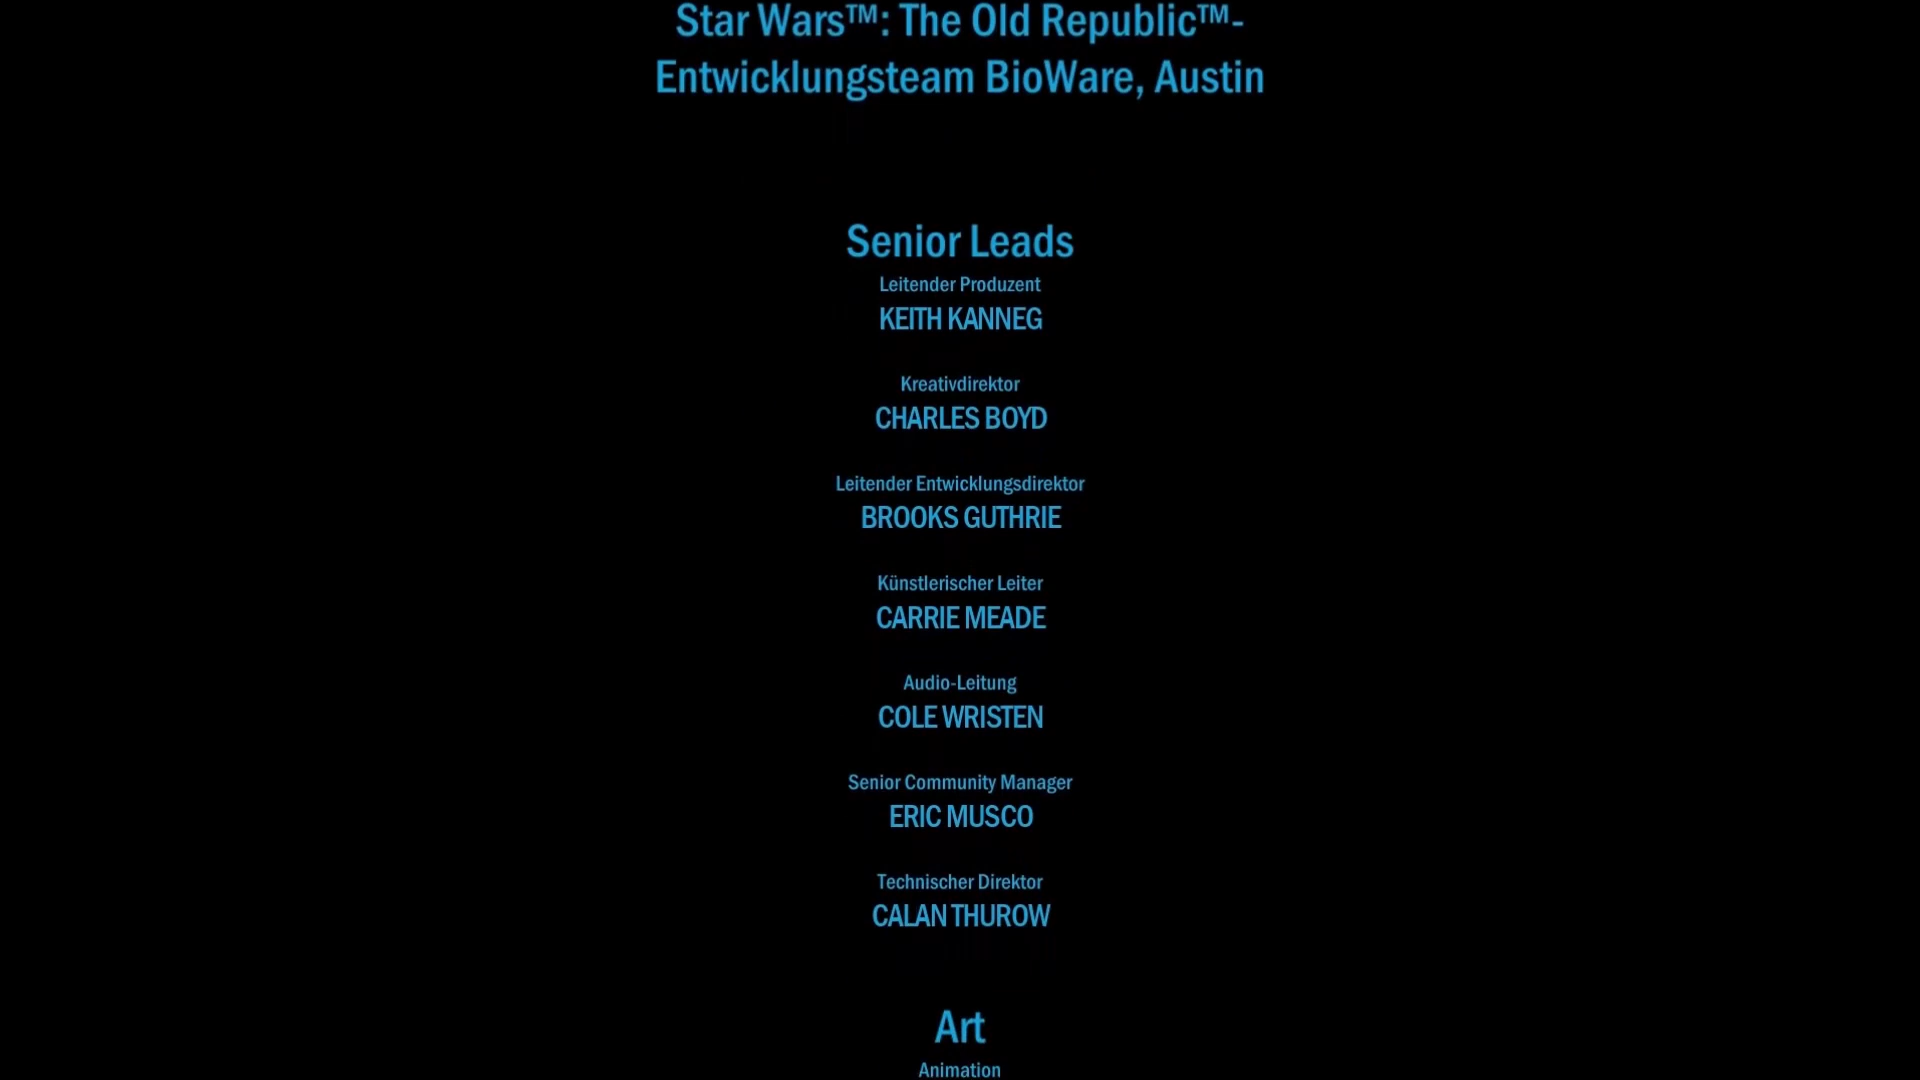 Star Wars™: The Old Republic™-
Entwicklungsteam BioWare, Austin
Senior Leads
Leitender Produzent
KEITH KANNEG
Kreativdirektor
CHARLES BOYD
Leitender Entwicklungsdirektor
BROOKS GUTHRIE
Künstlerischer Leiter
CARRIE MEADE
Audio-Leitung
COLE WRISTEN
Senior Community Manager
ERIC MUSCO
Technischer Direktor
CALAN THUROW
Art
Animation